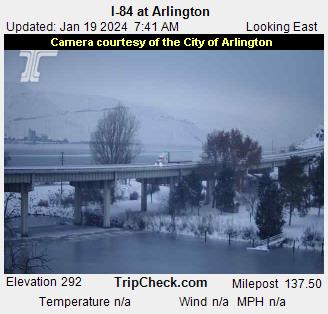 I-84 at Arlington
Updated: Jan 19 2024 7:41 AM Looking East
Camera courtesy of the City of Arlington
Elevation 292 TripCheck.com Milepost 137.50
Temperature n/a Wind n/a MPH n/a